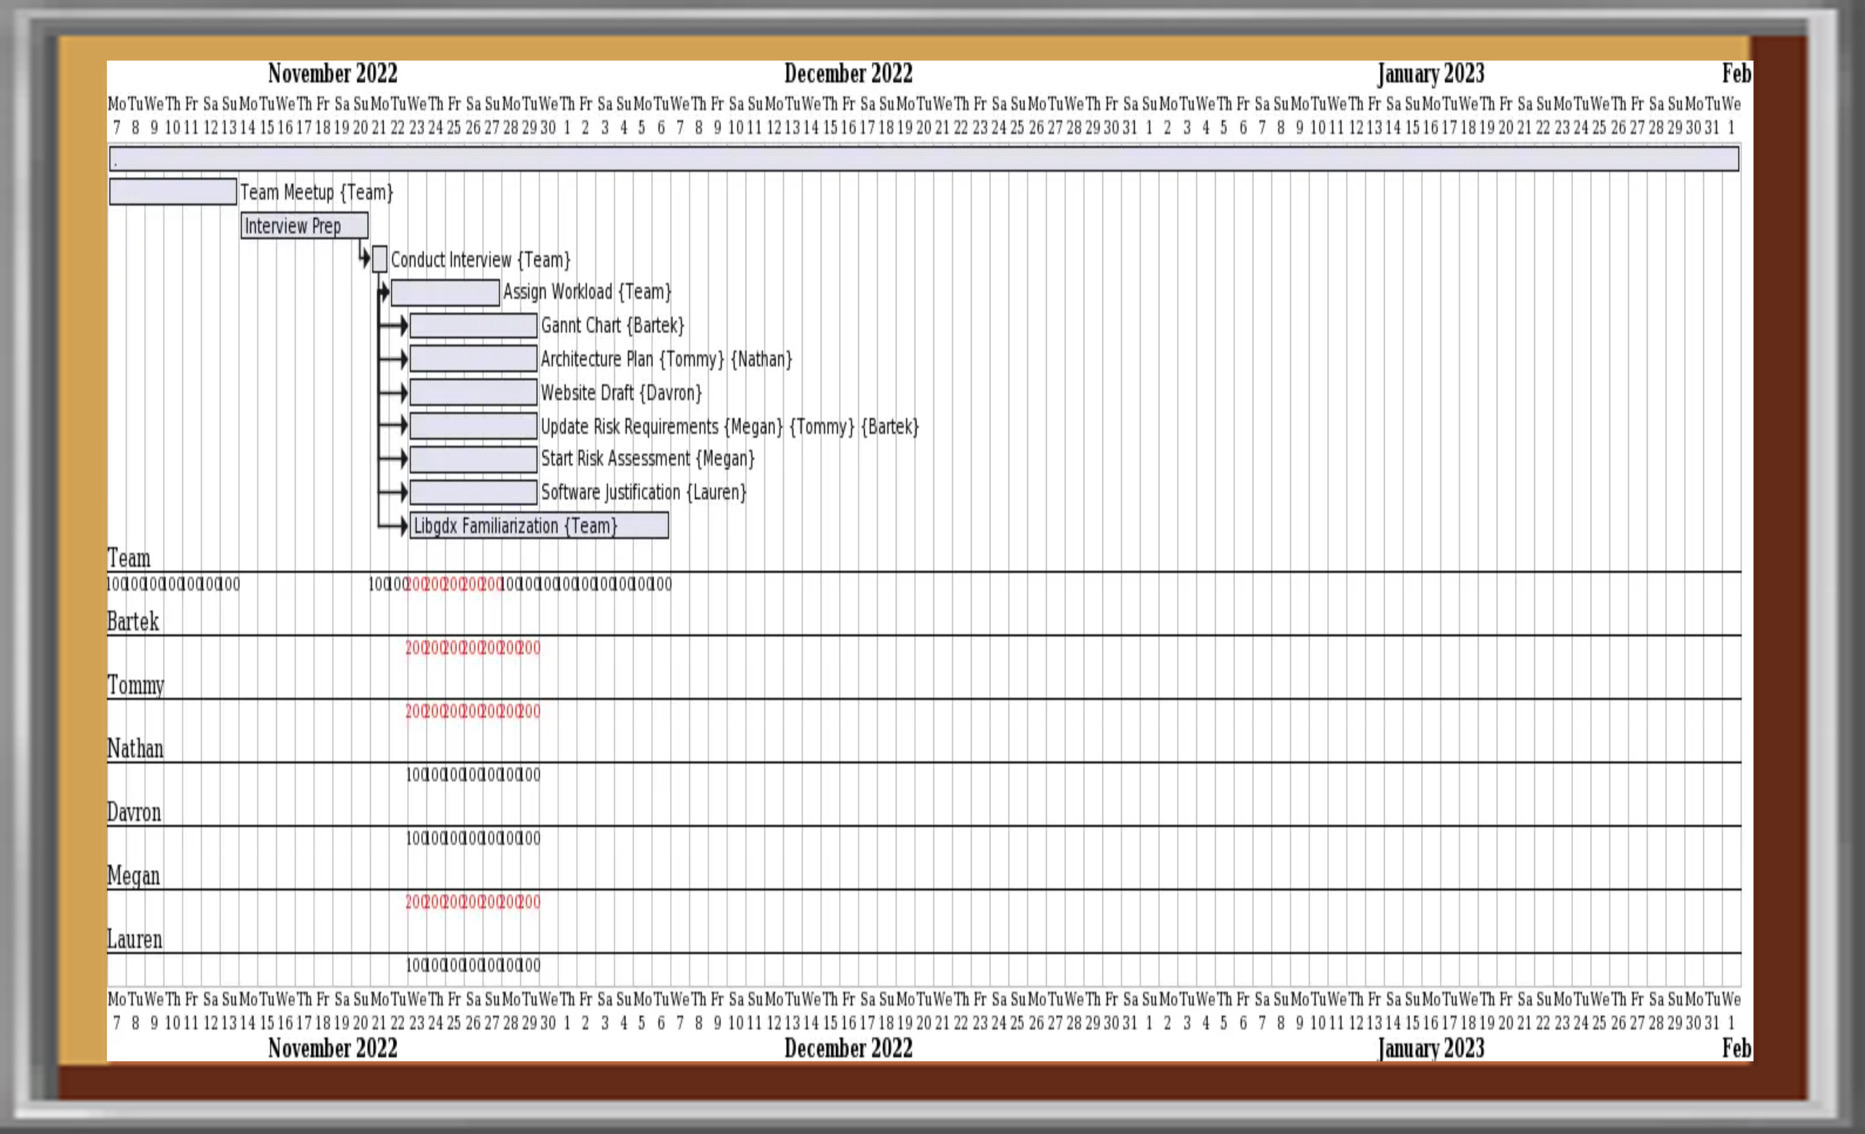 November 2022 December 2022 January 2023 Feb
Mo Tu We Th Fr Sa Su Mo Tu We Th Fr Sa Su Mo Tu We Th Fr Sa Su Mo Tu We Th Fr Sa Su Mo Tu We Th Fr Sa Su Mo Tu We Th Fr Sa Su Mo Tu We Th Fr Sa Su Mo Tu We Th Fr Sa Su Mo Tu We Th Fr Sa Su Mo Tu We Th Fr Sa Su Mo Tu We Th Fr Sa Su Mo Tu We Th Fr Sa Su Mo Tu We
7 8 9 10 11 12 13 14 15 16 17 18 19 20 21 22 23 24 25 26 27 28 29 30 1 2 3 4 5 6 7 8 9 10 11 12 13 14 15 16 17 18 19 20 21 22 23 24 25 26 27 28 29 30 31 1 2 3 4 5 6 7 8 9 10 11 12 13 14 15 16 17 18 19 20 21 22 23 24 25 26 27 28 29 30 31 1
.
Team Meetup {Team}
Interview Prep
Conduct Interview {Team}
Assign Workload {Team}
Gannt Chart {Bartek}
Architecture Plan {Tommy} {Nathan}
Website Draft {Davron}
Update Risk Requirements {Megan} {Tommy} {Bartek}
Start Risk Assessment {Megan}
Software Justification {Lauren}
Libgdx Familiarization {Team}
Team
100 100 100 100 100 100 100 100 100 200 200 200 200 200 100 100 100 100 100 100 100 100 100
Bartek
200 200 200 200 200 200 200
Tommy
200 200 200 200 200 200 200
Nathan
100 100 100 100 100 100 100
Davron
100 100 100 100 100 100 100
Megan
200 200 200 200 200 200 200
Lauren
100 100 100 100 100 100 100
Mo Tu We Th Fr Sa Su Mo Tu We Th Fr Sa Su Mo Tu We Th Fr Sa Su Mo Tu We Th Fr Sa Su Mo Tu We Th Fr Sa Su Mo Tu We Th Fr Sa Su Mo Tu We Th Fr Sa Su Mo Tu We Th Fr Sa Su Mo Tu We Th Fr Sa Su Mo Tu We Th Fr Sa Su Mo Tu We Th Fr Sa Su Mo Tu We Th Fr Sa Su Mo Tu We
7 8 9 10 11 12 13 14 15 16 17 18 19 20 21 22 23 24 25 26 27 28 29 30 1 2 3 4 5 6 7 8 9 10 11 12 13 14 15 16 17 18 19 20 21 22 23 24 25 26 27 28 29 30 31 1 2 3 4 5 6 7 8 9 10 11 12 13 14 15 16 17 18 19 20 21 22 23 24 25 26 27 28 29 30 31 1
November 2022 December 2022 January 2023 Feb